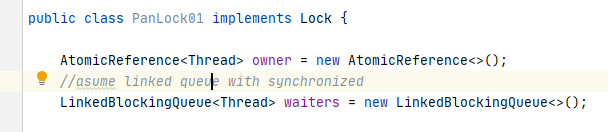 public class PanLock01 implements Lock {
AtomicReference<Thread> owner = new AtomicReference<>();
//asume linked queue with synchronized
LinkedBlockingQueue<Thread> waiters = new LinkedBlockingQueue<>();